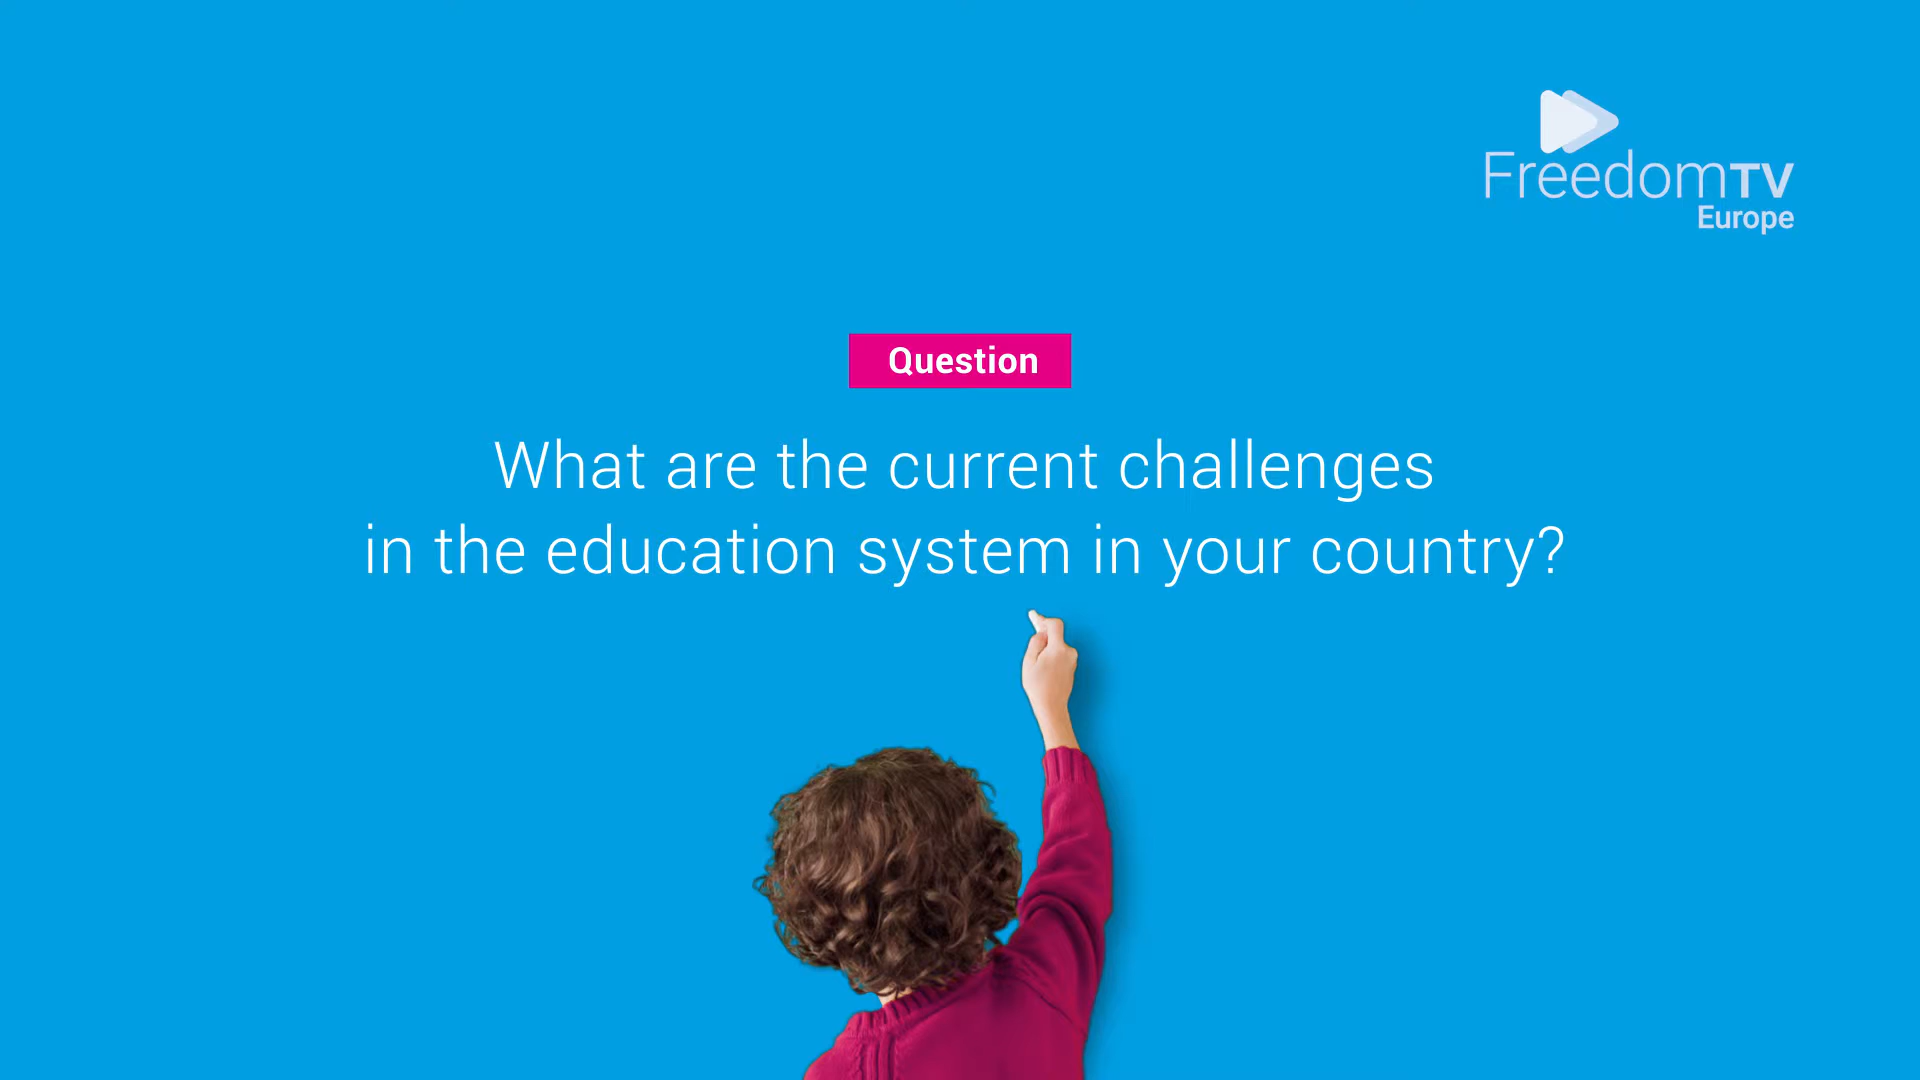 FreedomTV
Europe
Question
What are the current challenges
in the education system in your country?